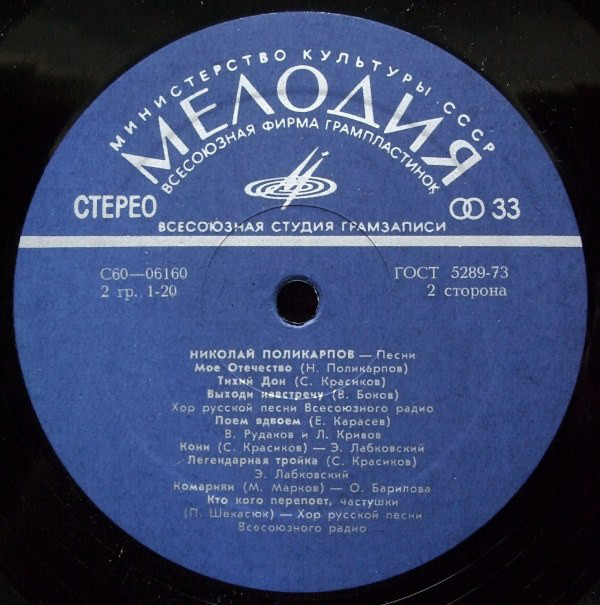 МИНИСТЕРСТВО КУЛЬТУРЫ СССР
МЕЛОДИЯ
ВСЕСОЮЗНАЯ ФИРМА ГРАМПЛАСТИНОК
СТЕРЕО
33
ВСЕСОЮЗНАЯ СТУДИЯ ГРАМЗАПИСИ
С60—06160
ГОСТ 5289-73
2 гр. 1-20
2 сторона
НИКОЛАЙ ПОЛИКАРПОВ — Песни
Мое Отечество (Н. Поликарпов)
Тихий Дон (С. Красиков)
Выходи навстречу (В. Боков)
Хор русской песни Всесоюзного радио
Поем вдвоем (Е. Карасев)
В. Рудаков и Л. Кривов
Кони (С. Красиков) — Э. Лабковский
Легендарная тройка (С. Красиков)
Э. Лабковский
Комарики (М. Марков) — О. Барилова
Кто кого перепоет, частушки
(П. Шекасюк) — Хор русской песни
Всесоюзного радио